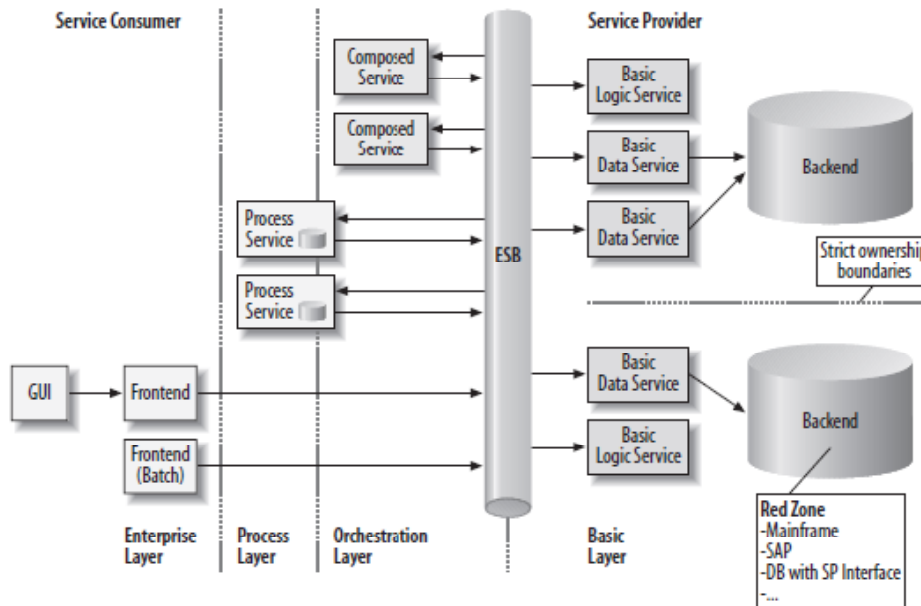 Service Consumer
Service Provider
Composed
Service
Basic
Logic Service
Composed
Service
Basic
Data Service
Backend
Process
Service
Basic
Data Service
ESB
Strict ownership
boundaries
Process
Service
GUI
Frontend
Basic
Data Service
Backend
Frontend
(Batch)
Basic
Logic Service
Red Zone
-Mainframe
-SAP
-DB with SP Interface
-...
Enterprise
Layer
Process
Layer
Orchestration
Layer
Basic
Layer